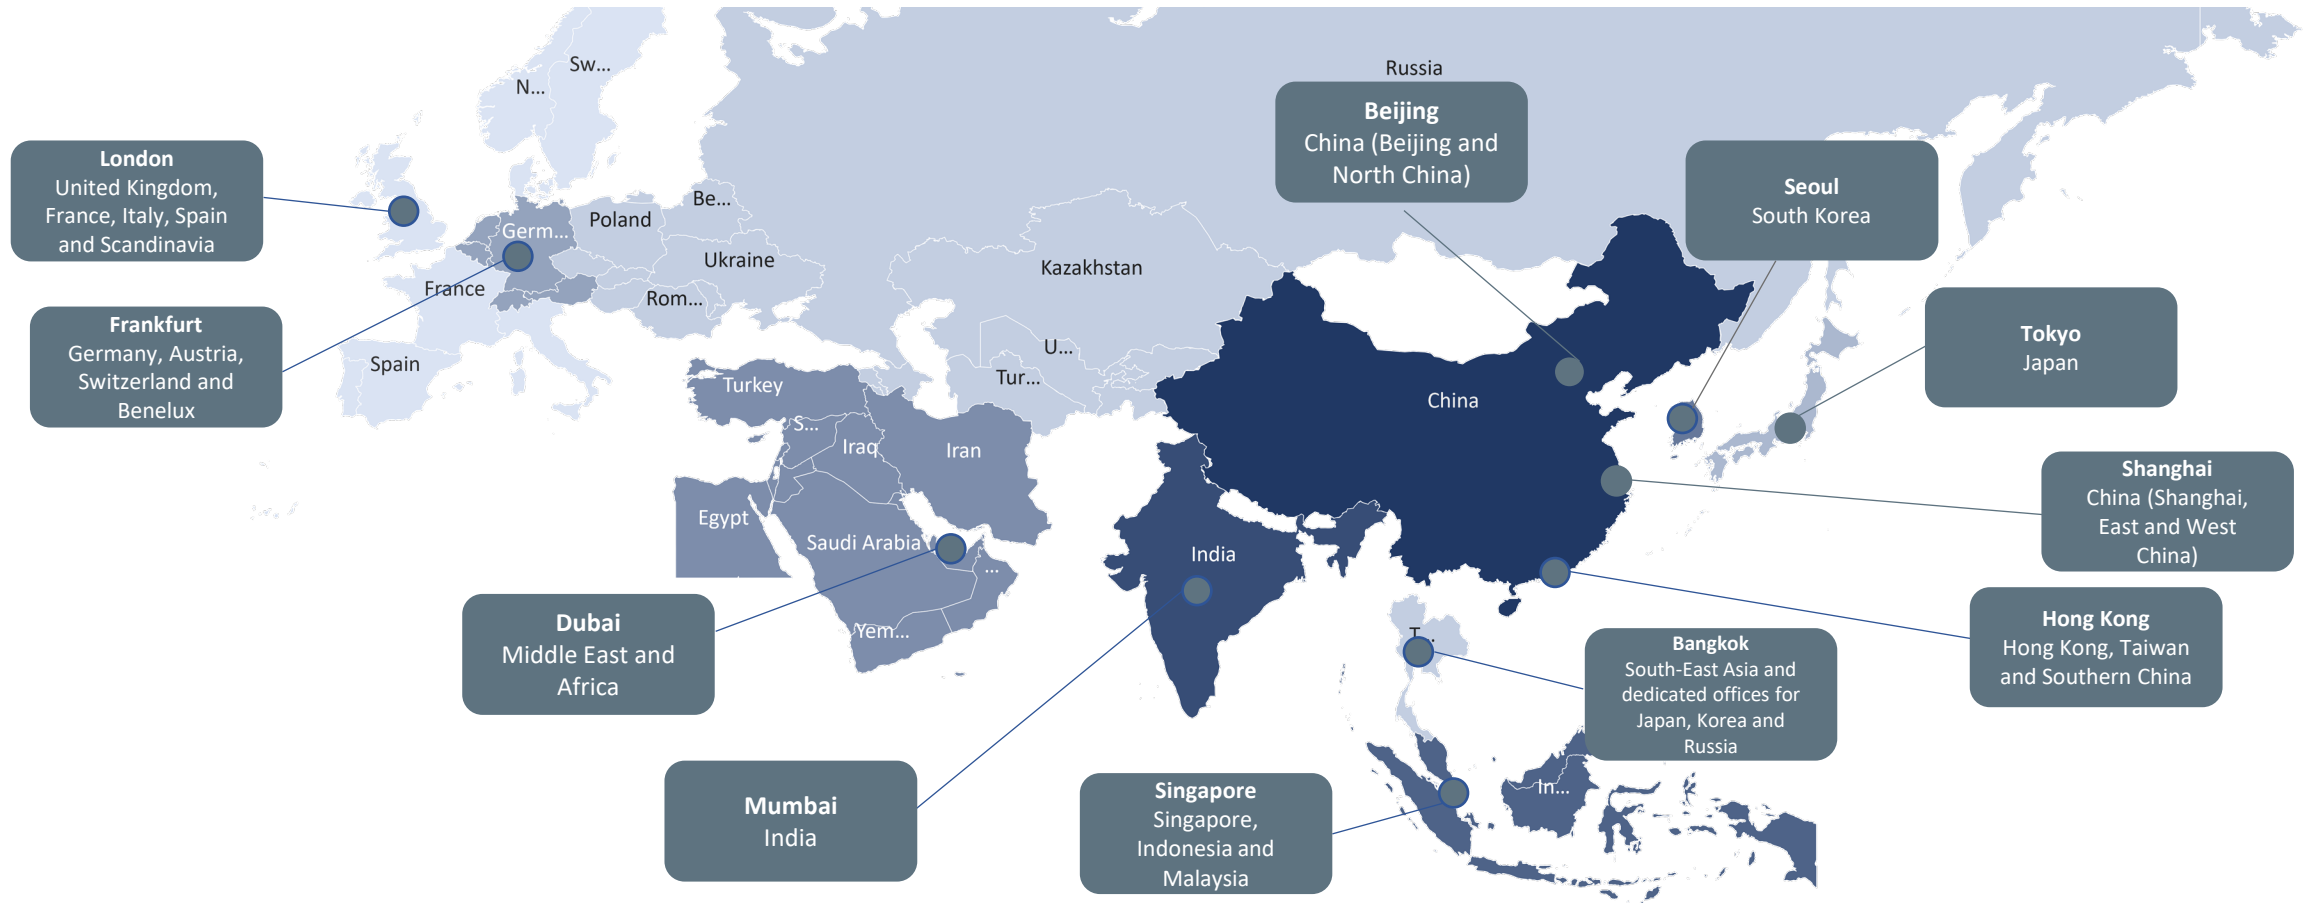 Sw...
N...
Russia
Beijing
China (Beijing and
North China)
London
United Kingdom,
France, Italy, Spain
and Scandinavia
Seoul
South Korea
Be...
Poland
Germ...
Ukraine
Kazakhstan
France
Rom...
Frankfurt
Germany, Austria,
Switzerland and
Benelux
Tokyo
Japan
Spain
U...
Tur...
Turkey
China
S...
Iraq
Iran
Shanghai
China (Shanghai,
East and West
China)
Egypt
Saudi Arabia
India
...
Dubai
Middle East and
Africa
Yem...
T...
Hong Kong
Hong Kong, Taiwan
and Southern China
Bangkok
South-East Asia and
dedicated offices for
Japan, Korea and
Russia
Mumbai
India
Singapore
Singapore,
Indonesia and
Malaysia
In...